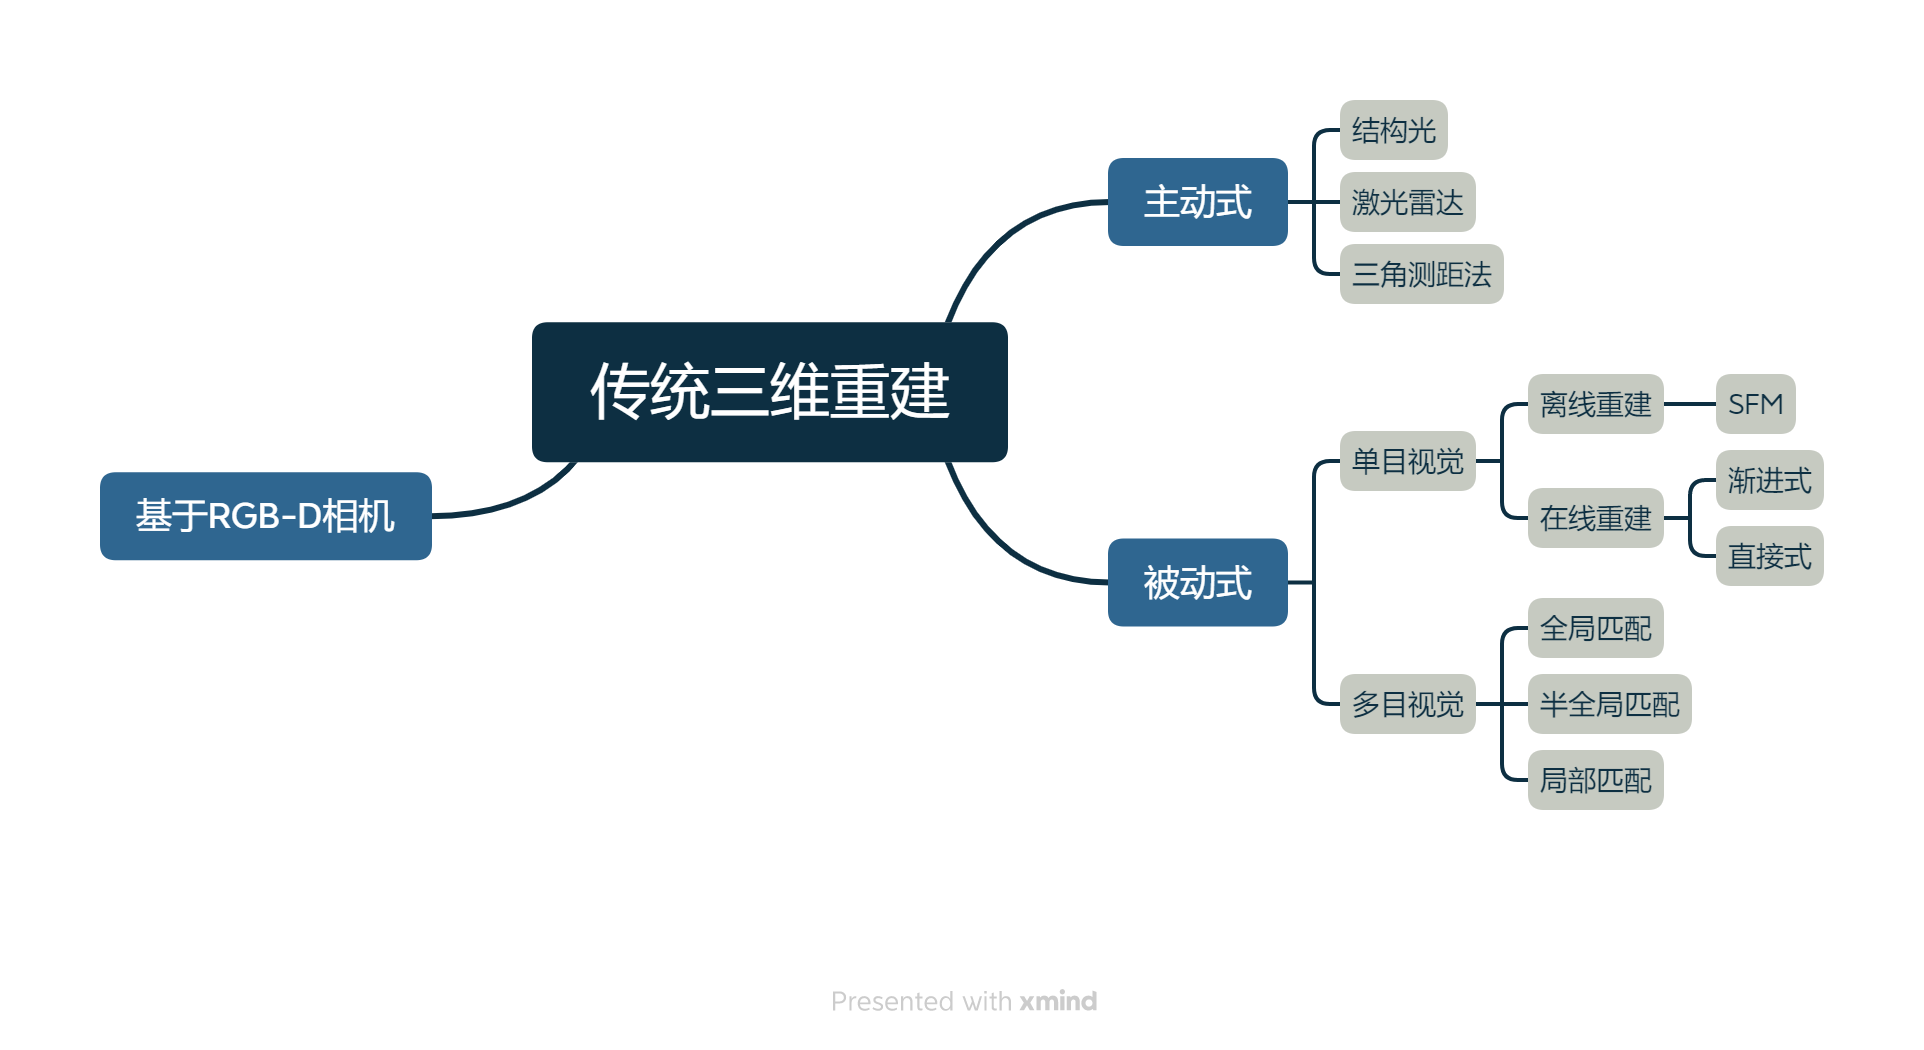 传统三维重建
主动式
结构光
激光雷达
三角测距法
被动式
单目视觉
离线重建
SFM
在线重建
渐进式
直接式
多目视觉
全局匹配
半全局匹配
局部匹配
基于RGB-D相机
Presented with xmind